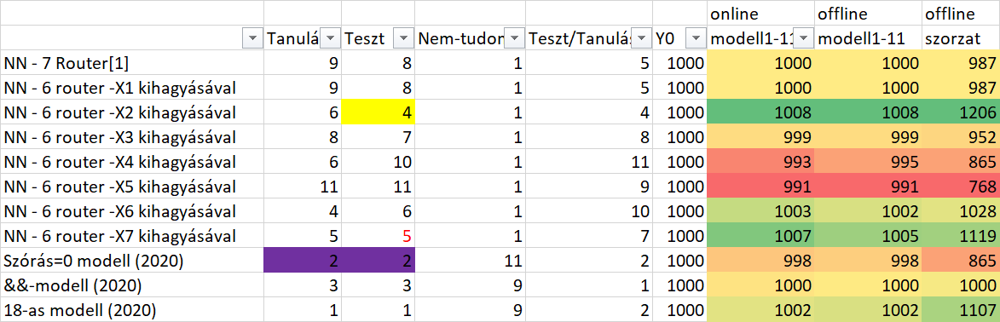 online offline offline
Tanulá Teszt Nem-tudom Teszt/Tanulás Y0 modell1-11 modell1-11 szorzat
NN - 7 Router[1] 9 8 1 5 1000 1000 1000 987
NN - 6 router -X1 kihagyásával 9 8 1 5 1000 1000 1000 987
NN - 6 router -X2 kihagyásával 6 4 1 4 1000 1008 1008 1206
NN - 6 router -X3 kihagyásával 8 7 1 8 1000 999 999 952
NN - 6 router -X4 kihagyásával 6 10 1 11 1000 993 995 865
NN - 6 router -X5 kihagyásával 11 11 1 9 1000 991 991 768
NN - 6 router -X6 kihagyásával 4 6 1 10 1000 1003 1002 1028
NN - 6 router -X7 kihagyásával 5 5 1 7 1000 1007 1005 1119
Szórás=0 modell (2020) 2 2 11 2 1000 998 998 865
&&-modell (2020) 3 3 9 1 1000 1000 1000 1000
18-as modell (2020) 1 1 9 2 1000 1002 1002 1107